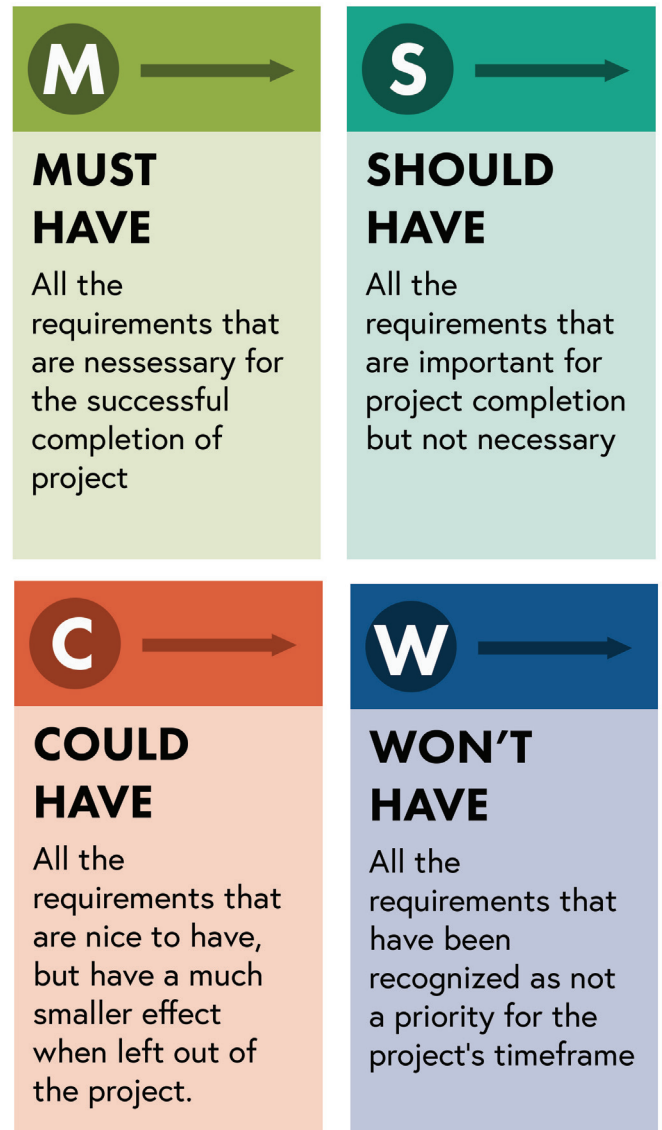 M
MUST
HAVE
All the
requirements that
are nessessary for
the successful
completion of
project
S
SHOULD
HAVE
All the
requirements that
are important for
project completion
but not necessary
C
COULD
HAVE
All the
requirements that
are nice to have,
but have a much
smaller effect
when left out of
the project.
W
WON'T
HAVE
All the
requirements that
have been
recognized as not
a priority for the
project's timeframe